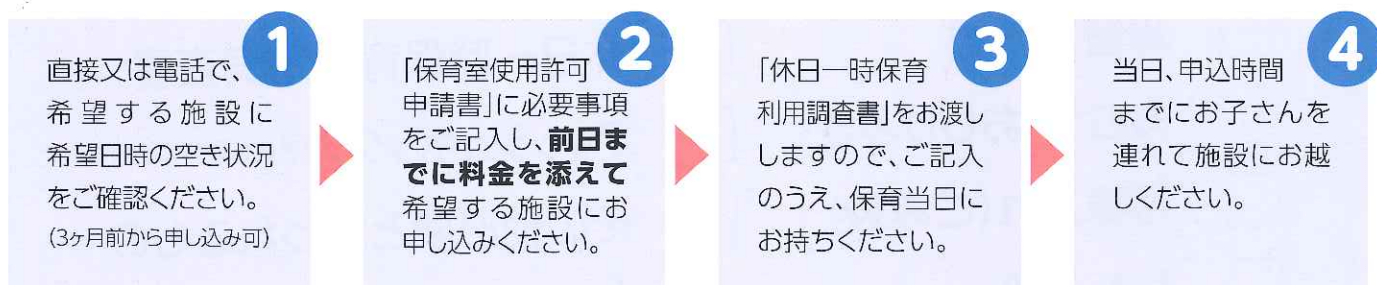 1
直接又は電話で、
希望する施設に
希望日時の空き状況
をご確認ください。
(3ヶ月前から申し込み可)
2
「保育室使用許可
申請書」に必要事項
をご記入し、前日ま
でに料金を添えて
希望する施設にお
申し込みください。
3
「休日一時保育
利用調査書」をお渡し
しますので、ご記入
のうえ、保育当日に
お持ちください。
4
当日、申込時間
までにお子さんを
連れて施設にお越
しください。